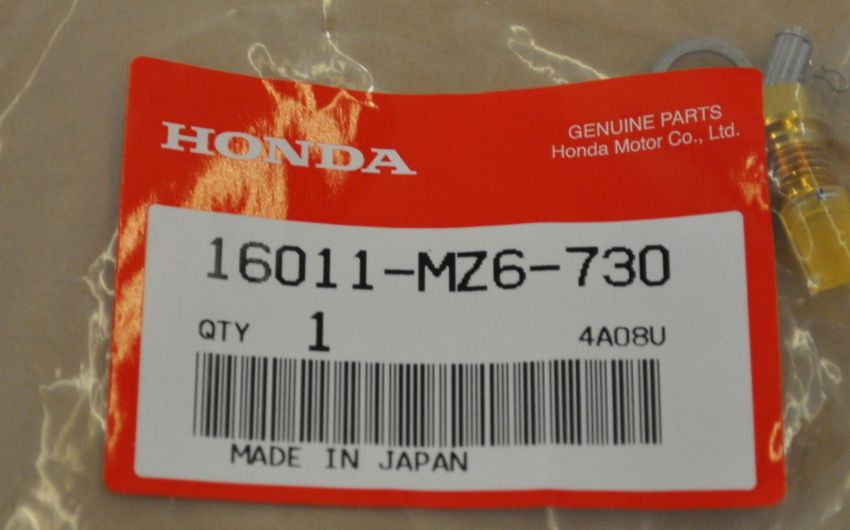 HONDA
GENUINE PARTS
Honda Motor Co., Ltd.
16011-MZ6-730
QTY 1 4A08U
MADE IN JAPAN